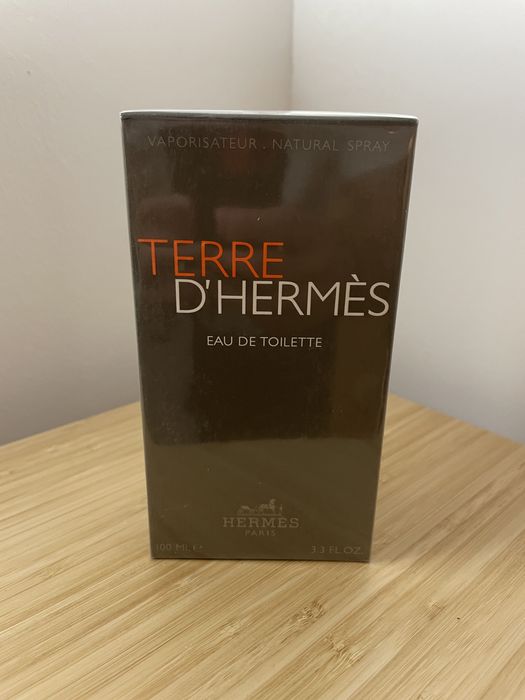 VAPORISATEUR . NATURAL SPRAY
TERRE
D'HERMÈS
EAU DE TOILETTE
HERMÈS
PARIS
100 ML ℮ 3.3 FL.OZ.